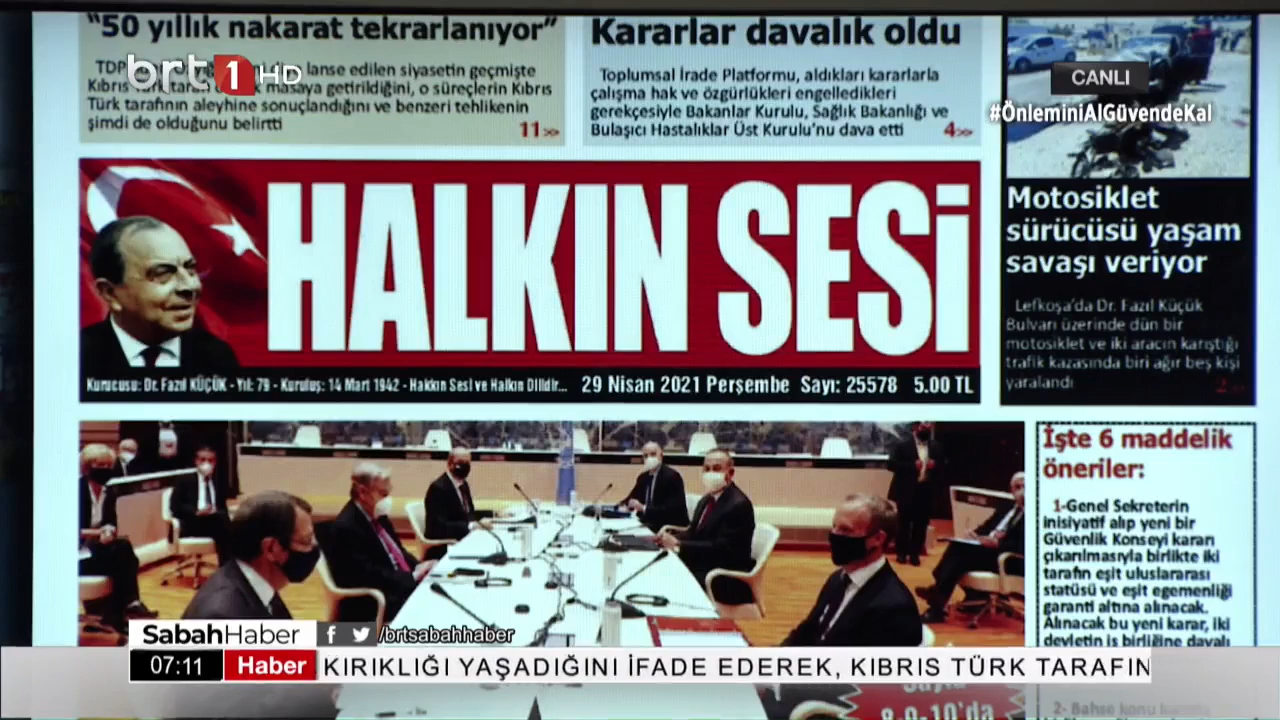 "50 yıllık nakarat tekrarlanıyor"
lanse edilen siyasetin geçmişte
masaya getirildiğini, o süreçlerin Kıbrıs
Türk tarafının aleyhine sonuçlandığını ve benzeri tehlikenin
şimdi de olduğunu belirtti
11>>
brt 1 HD
Kararlar davalık oldu
Toplumsal İrade Platformu, aldıkları kararlarla
çalışma hak ve özgürlükleri engelledikleri
gerekçesiyle Bakanlar Kurulu, Sağlık Bakanlığı ve
Bulaşıcı Hastalıklar Üst Kurulu'nu dava etti
4>>
CANLI
#ÖnleminiAlGüvendeKal
HALKIN SESİ
Kurucusu: Dr. Fazıl KÜÇÜK - Yıl: 79 - Kuruluş: 14 Mart 1942 - Hakkın Sesi ve Halkın Dilidir... 29 Nisan 2021 Perşembe Sayı: 25578 5.00 TL
Motosiklet
sürücüsü yaşam
savaşı veriyor
Lefkoşa'da Dr. Fazıl Küçük
Bulvarı üzerinde dün bir
motosiklet ve iki aracın karıştığı
trafik kazasında biri ağır beş kişi
yaralandı
2>>
İşte 6 maddelik
öneriler:
1-Genel Sekreterin
inisiyatif alıp yeni bir
Güvenlik Konseyi kararı
çıkarılmasıyla birlikte iki
tarafın eşit uluslararası
statüsü ve eşit egemenliği
garanti altına alınacak.
Alınacak bu yeni karar, iki
devletin iş birliğine dayalı
SabahHaber
/brtsabahhaber
07:11 Haber KIRIKLIĞI YAŞADIĞINI İFADE EDEREK, KIBRIS TÜRK TARAFIN
8-9-10'da